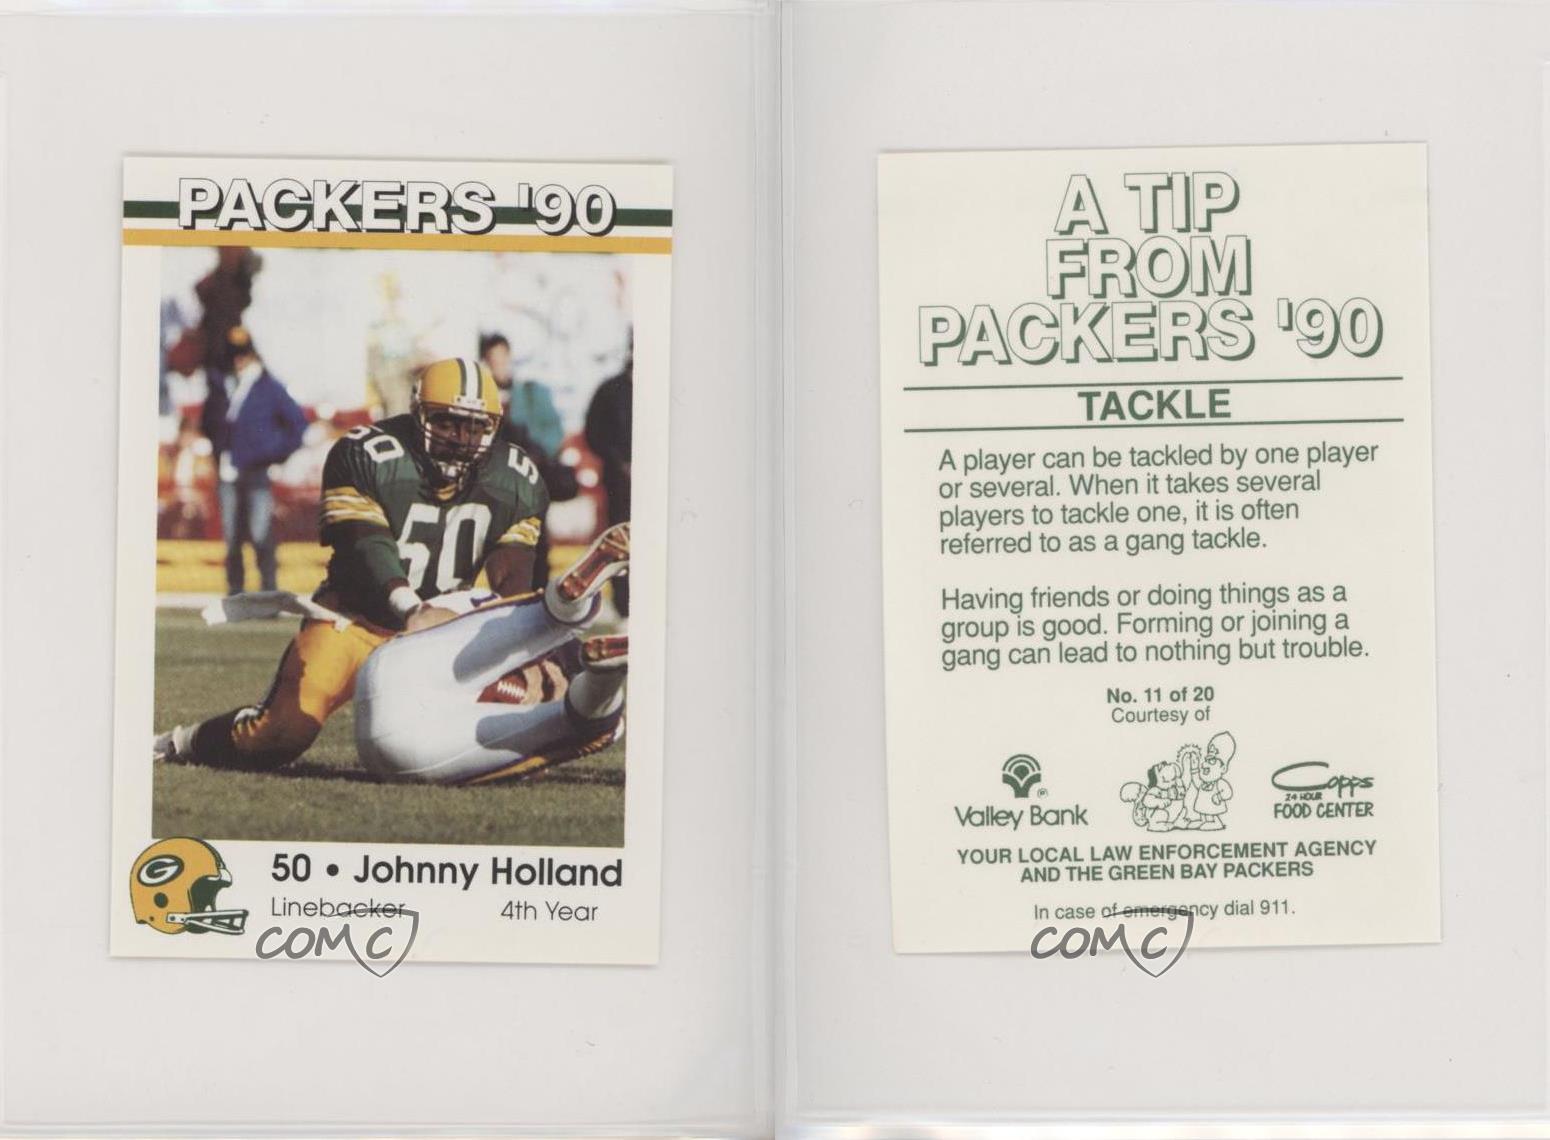 PACKERS '90
50
50
50
G
50 • Johnny Holland
Linebacker 4th Year
COMC
A TIP
FROM
PACKERS '90
TACKLE
A player can be tackled by one player
or several. When it takes several
players to tackle one, it is often
referred to as a gang tackle.
Having friends or doing things as a
group is good. Forming or joining a
gang can lead to nothing but trouble.
No. 11 of 20
Courtesy of
Valley Bank
Copps
24 HOUR
FOOD CENTER
YOUR LOCAL LAW ENFORCEMENT AGENCY
AND THE GREEN BAY PACKERS
In case of emergency dial 911.
COMC